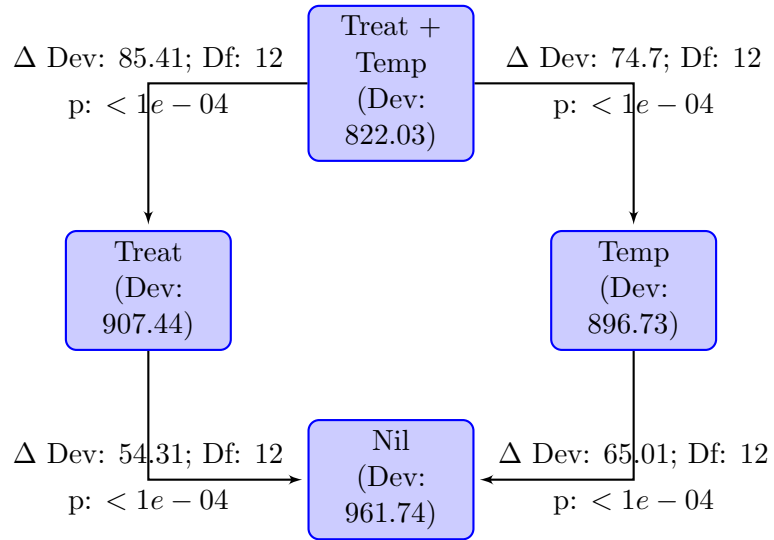 Treat +
Temp
(Dev:
822.03)
Δ Dev: 85.41; Df: 12
p: < 1e − 04
Δ Dev: 74.7; Df: 12
p: < 1e − 04
Treat
(Dev:
907.44)
Temp
(Dev:
896.73)
Δ Dev: 54.31; Df: 12
p: < 1e − 04
Nil
(Dev:
961.74)
Δ Dev: 65.01; Df: 12
p: < 1e − 04